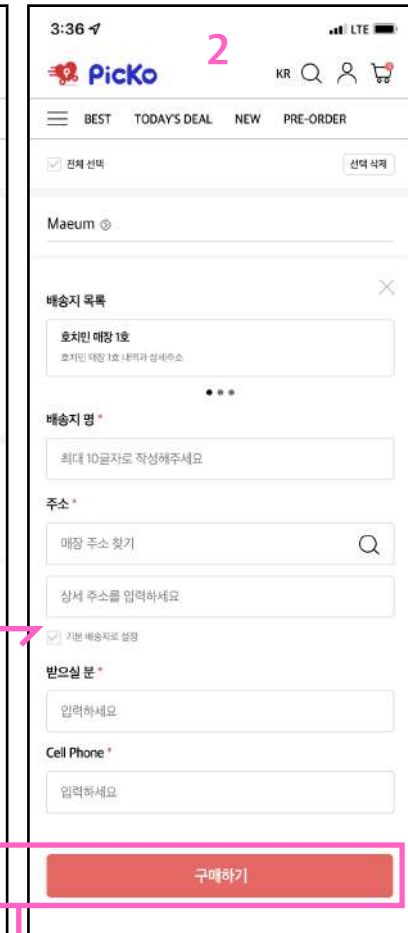 3:36
LTE
2
PicKo
KR
BEST TODAY'S DEAL NEW PRE-ORDER
전체 선택
선택 삭제
Maeum
배송지 목록
호치민 매장 1호
호치민 매장 1호 내역과 상세주소
배송지 명 *
최대 10글자로 작성해주세요
주소 *
매장 주소 찾기
상세 주소를 입력하세요
기본 배송지로 설정
받으실 분 *
입력하세요
Cell Phone *
입력하세요
구매하기